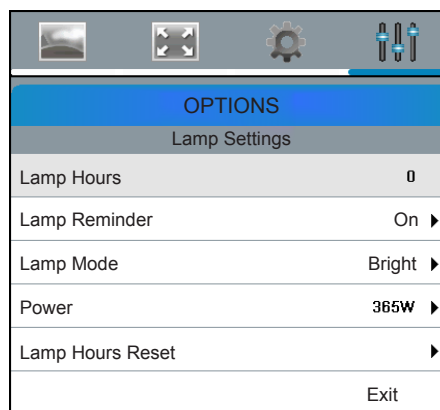 OPTIONS
Lamp Settings
Lamp Hours 0
Lamp Reminder On
Lamp Mode Bright
Power 365W
Lamp Hours Reset
Exit